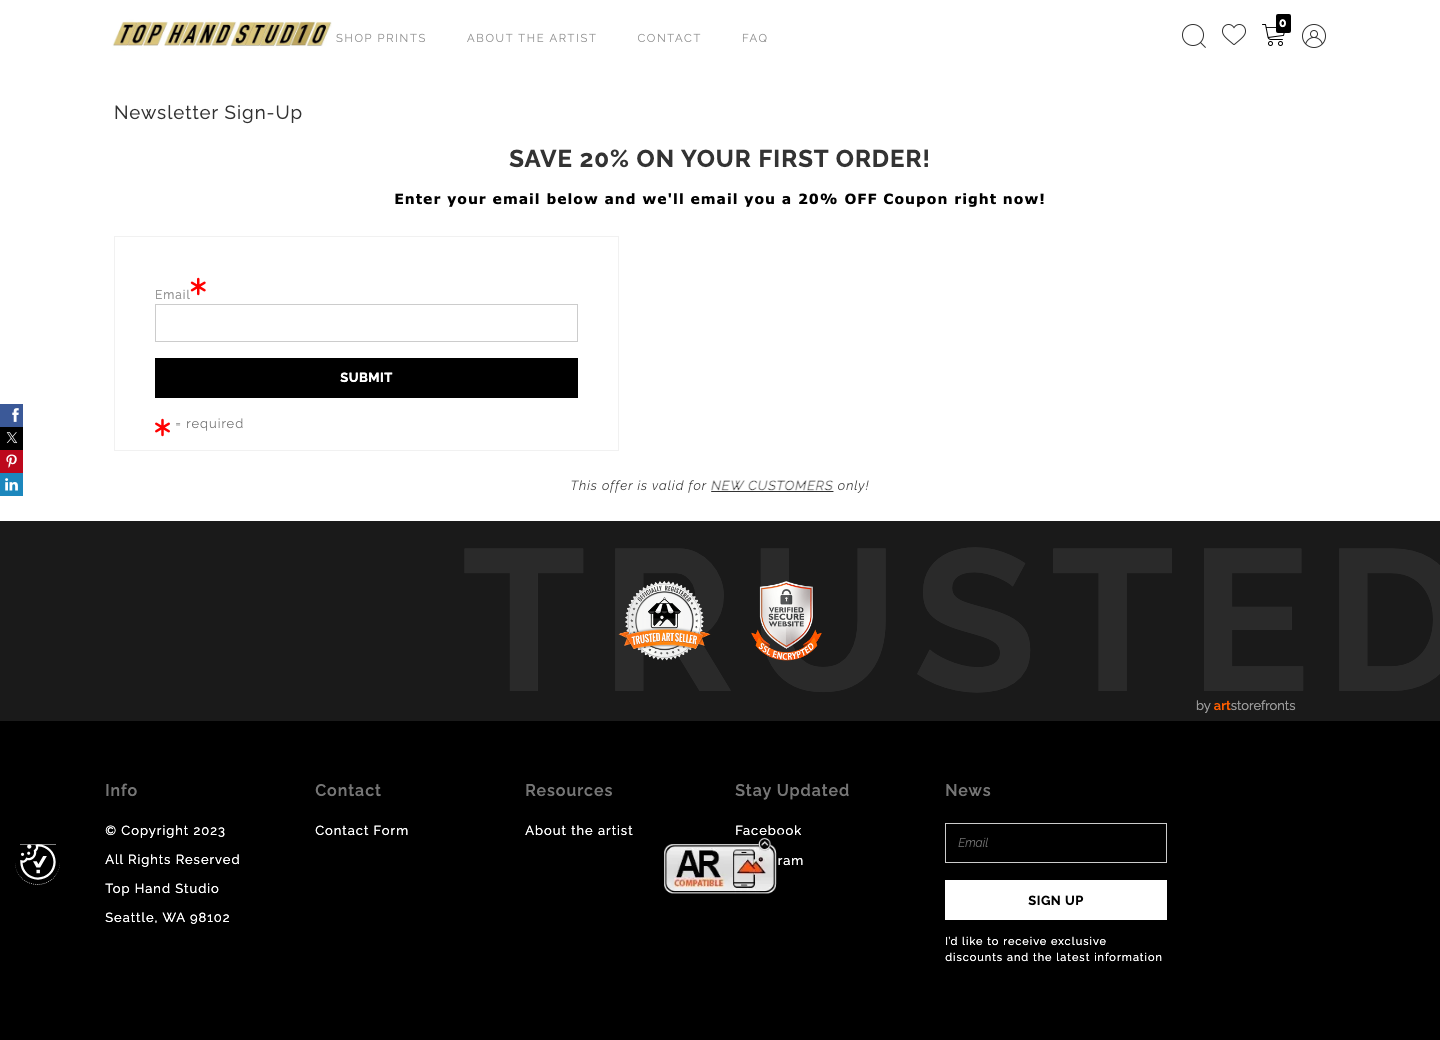 TOP HAND STUD10
SHOP PRINTS
ABOUT THE ARTIST
CONTACT
FAQ
0
Newsletter Sign-Up
SAVE 20% ON YOUR FIRST ORDER!
Enter your email below and we'll email you a 20% OFF Coupon right now!
Email*
SUBMIT
* = required
This offer is valid for NEW CUSTOMERS only!
TRUSTED
OFFICIALLY REGISTERED
TRUSTED ART SELLER
VERIFIED
SECURE
WEBSITE
SSL ENCRYPTED
by artstorefronts
Info
© Copyright 2023
All Rights Reserved
Top Hand Studio
Seattle, WA 98102
Contact
Contact Form
Resources
About the artist
Stay Updated
Facebook
ram
AR
COMPATIBLE
News
Email
SIGN UP
I'd like to receive exclusive
discounts and the latest information